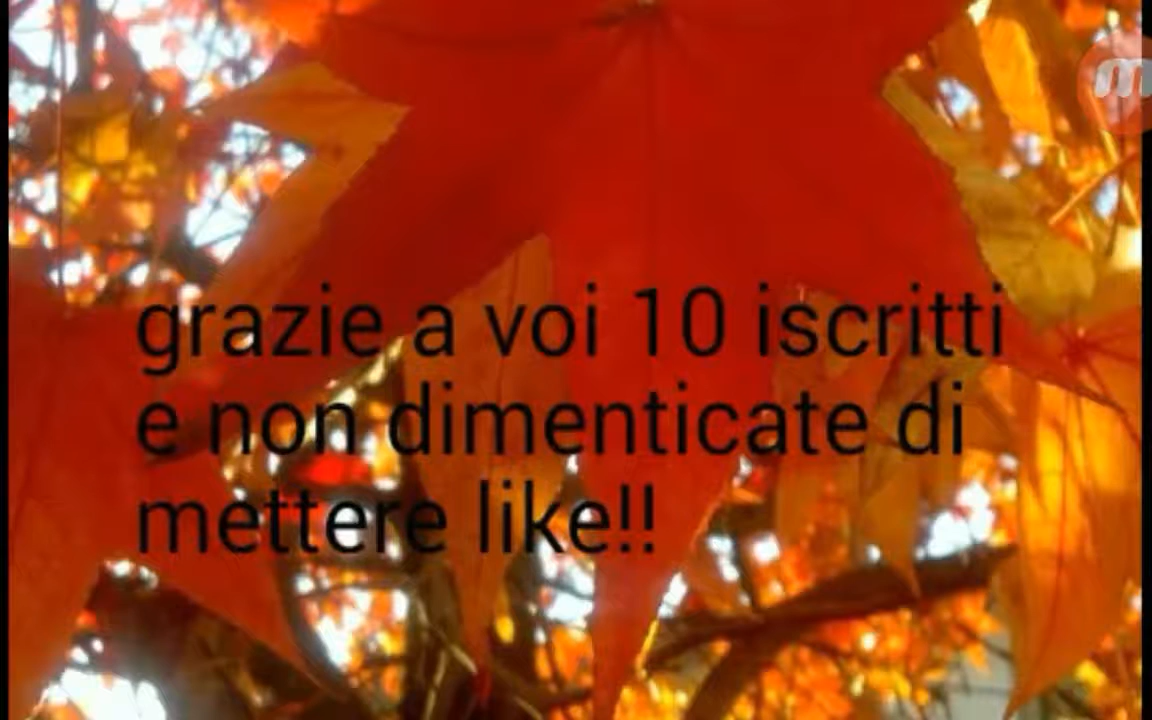 grazie a voi 10 iscritti
e non dimenticate di
mettere like!!
m